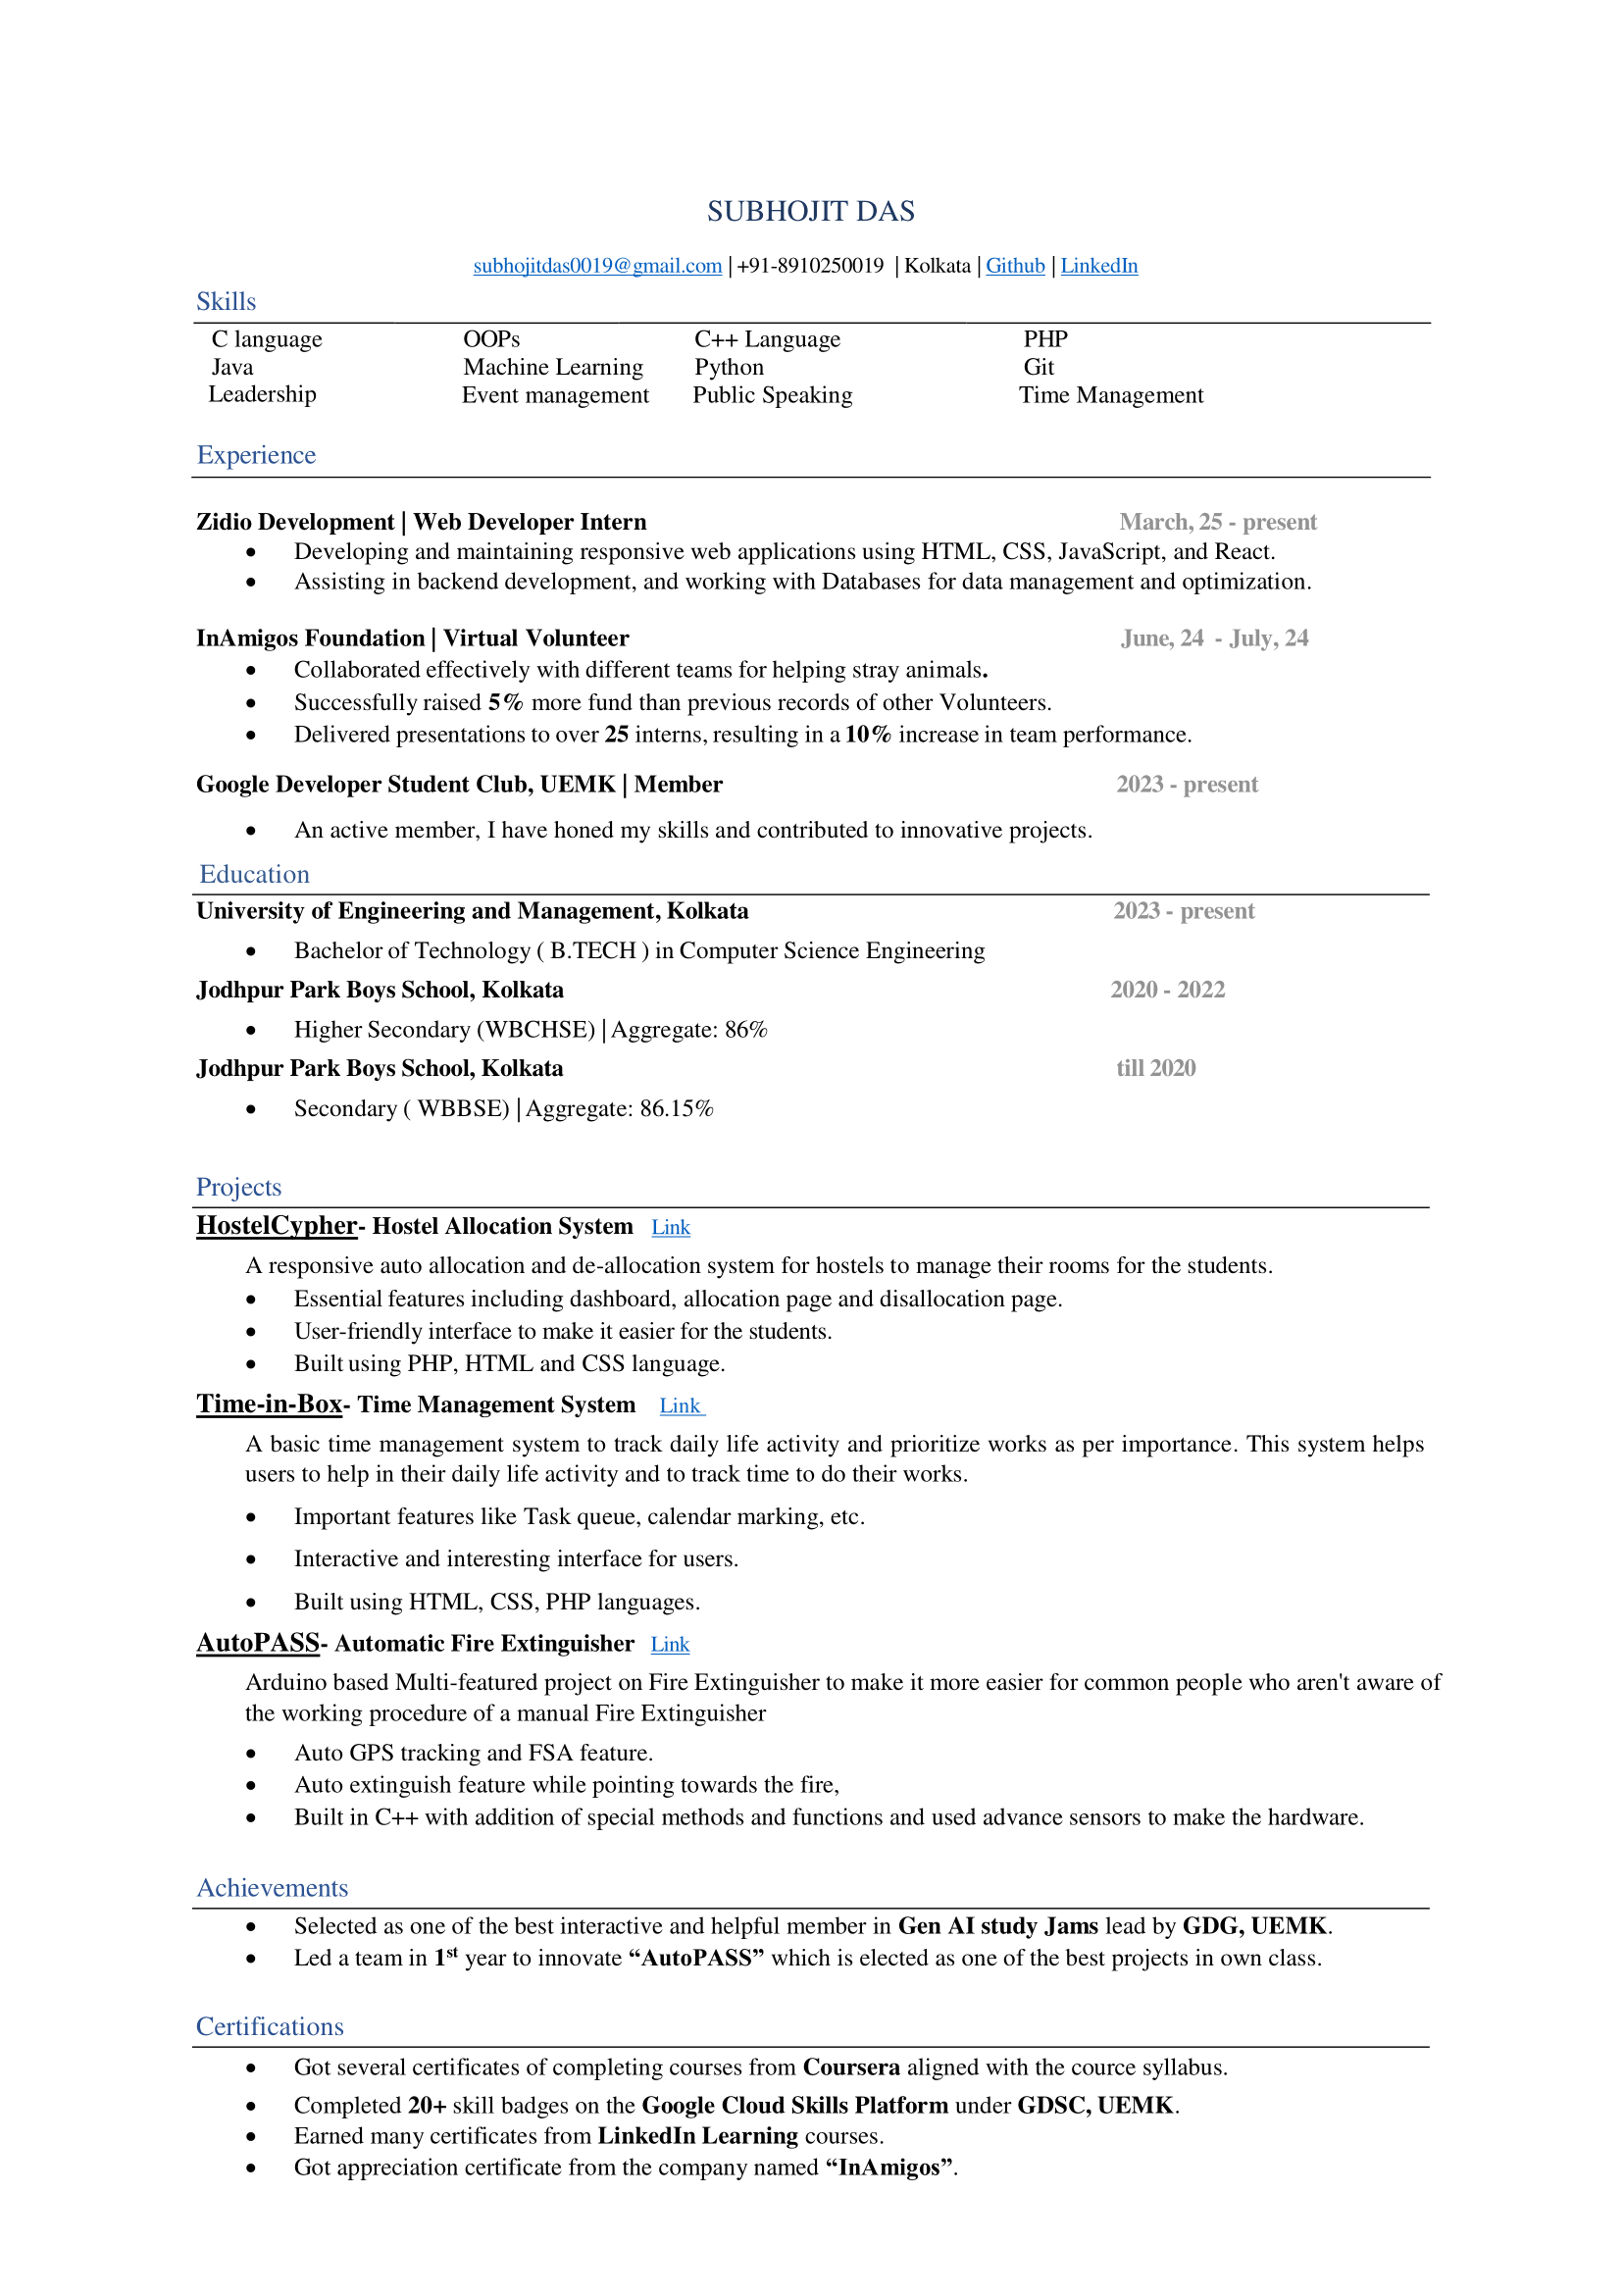 SUBHOJIT DAS
subhojitdas0019@gmail.com | +91-8910250019 | Kolkata | Github | LinkedIn
Skills
C language OOPs C++ Language PHP
Java Machine Learning Python Git
Leadership Event management Public Speaking Time Management
Experience
Zidio Development | Web Developer Intern March, 25 - present
• Developing and maintaining responsive web applications using HTML, CSS, JavaScript, and React.
• Assisting in backend development, and working with Databases for data management and optimization.
InAmigos Foundation | Virtual Volunteer June, 24 - July, 24
• Collaborated effectively with different teams for helping stray animals.
• Successfully raised 5% more fund than previous records of other Volunteers.
• Delivered presentations to over 25 interns, resulting in a 10% increase in team performance.
Google Developer Student Club, UEMK | Member 2023 - present
• An active member, I have honed my skills and contributed to innovative projects.
Education
University of Engineering and Management, Kolkata 2023 - present
• Bachelor of Technology ( B.TECH ) in Computer Science Engineering
Jodhpur Park Boys School, Kolkata 2020 - 2022
• Higher Secondary (WBCHSE) | Aggregate: 86%
Jodhpur Park Boys School, Kolkata till 2020
• Secondary ( WBBSE) | Aggregate: 86.15%
Projects
HostelCypher- Hostel Allocation System Link
A responsive auto allocation and de-allocation system for hostels to manage their rooms for the students.
• Essential features including dashboard, allocation page and disallocation page.
• User-friendly interface to make it easier for the students.
• Built using PHP, HTML and CSS language.
Time-in-Box- Time Management System Link
A basic time management system to track daily life activity and prioritize works as per importance. This system helps
users to help in their daily life activity and to track time to do their works.
• Important features like Task queue, calendar marking, etc.
• Interactive and interesting interface for users.
• Built using HTML, CSS, PHP languages.
AutoPASS- Automatic Fire Extinguisher Link
Arduino based Multi-featured project on Fire Extinguisher to make it more easier for common people who aren't aware of
the working procedure of a manual Fire Extinguisher
• Auto GPS tracking and FSA feature.
• Auto extinguish feature while pointing towards the fire,
• Built in C++ with addition of special methods and functions and used advance sensors to make the hardware.
Achievements
• Selected as one of the best interactive and helpful member in Gen AI study Jams lead by GDG, UEMK.
• Led a team in 1st year to innovate “AutoPASS” which is elected as one of the best projects in own class.
Certifications
• Got several certificates of completing courses from Coursera aligned with the cource syllabus.
• Completed 20+ skill badges on the Google Cloud Skills Platform under GDSC, UEMK.
• Earned many certificates from LinkedIn Learning courses.
• Got appreciation certificate from the company named “InAmigos”.